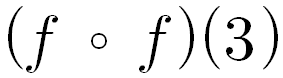 (f ∘ f)(3)